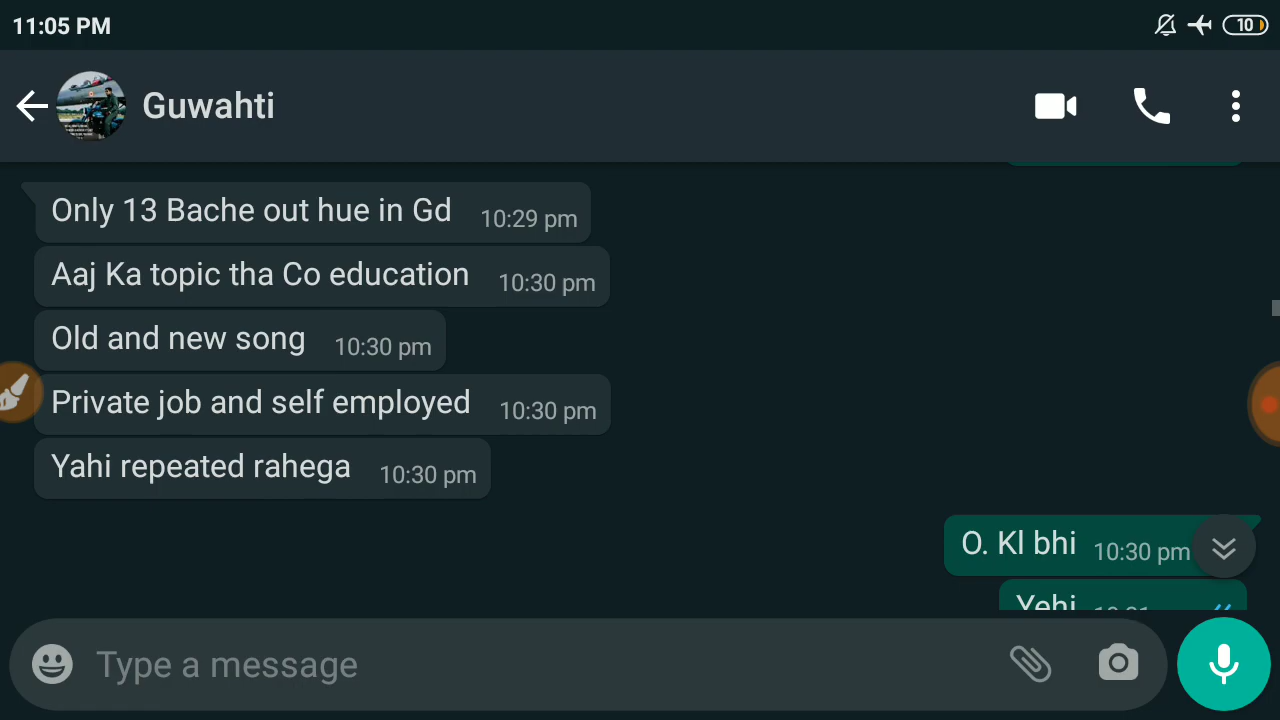 11:05 PM
10
Guwahti
Only 13 Bache out hue in Gd 10:29 pm
Aaj Ka topic tha Co education 10:30 pm
Old and new song 10:30 pm
Private job and self employed 10:30 pm
Yahi repeated rahega 10:30 pm
O. Kl bhi 10:30 pm
Yehi
Type a message